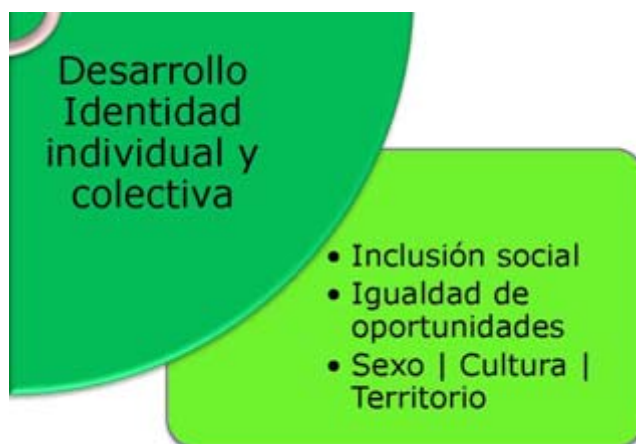 Desarrollo
Identidad
individual y
colectiva
• Inclusión social
• Igualdad de
oportunidades
• Sexo | Cultura |
Territorio